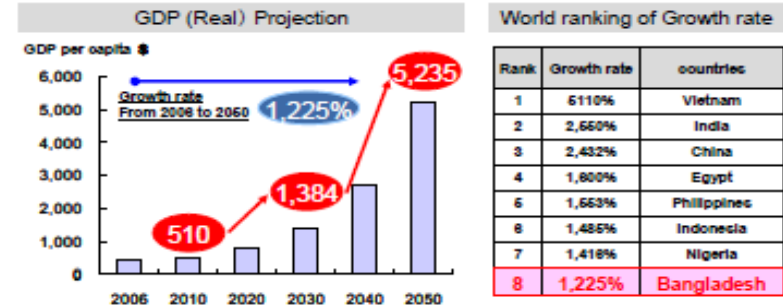 GDP (Real) Projection
GDP per capita $
6,000
5,000
4,000
3,000
2,000
1,000
0
Growth rate
From 2006 to 2050
1,225%
510
1,384
5,235
2006 2010 2020 2030 2040 2050
World ranking of Growth rate
Rank Growth rate countries
1 5110% Vietnam
2 2,550% India
3 2,432% China
4 1,600% Egypt
5 1,553% Philippines
6 1,485% Indonesia
7 1,416% Nigeria
8 1,225% Bangladesh